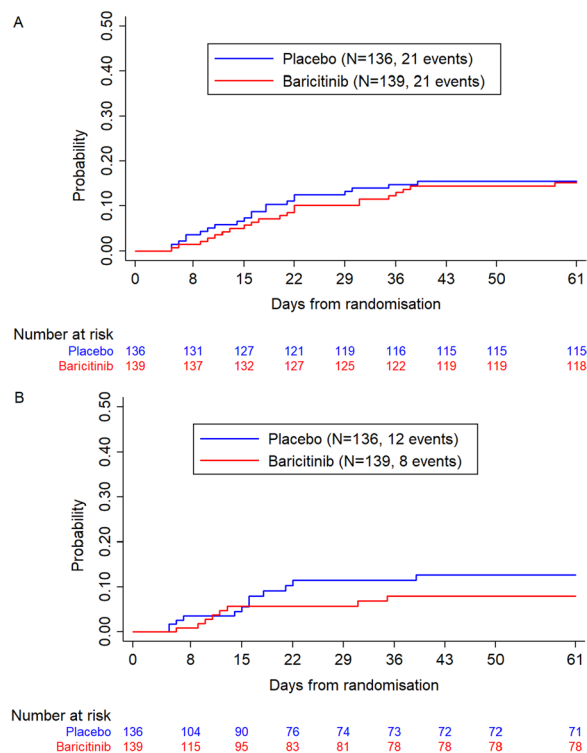 A
Placebo (N=136, 21 events)
Baricitinib (N=139, 21 events)
Probability
0.50
0.40
0.30
0.20
0.10
0.00
0 8 15 22 29 36 43 50 61
Days from randomisation
Number at risk
Placebo 136 131 127 121 119 116 115 115 115
Baricitinib 139 137 132 127 125 122 119 119 118
B
Placebo (N=136, 12 events)
Baricitinib (N=139, 8 events)
Probability
0.50
0.40
0.30
0.20
0.10
0.00
0 8 15 22 29 36 43 50 61
Days from randomisation
Number at risk
Placebo 136 104 90 76 74 73 72 72 71
Baricitinib 139 115 95 83 81 78 78 78 78